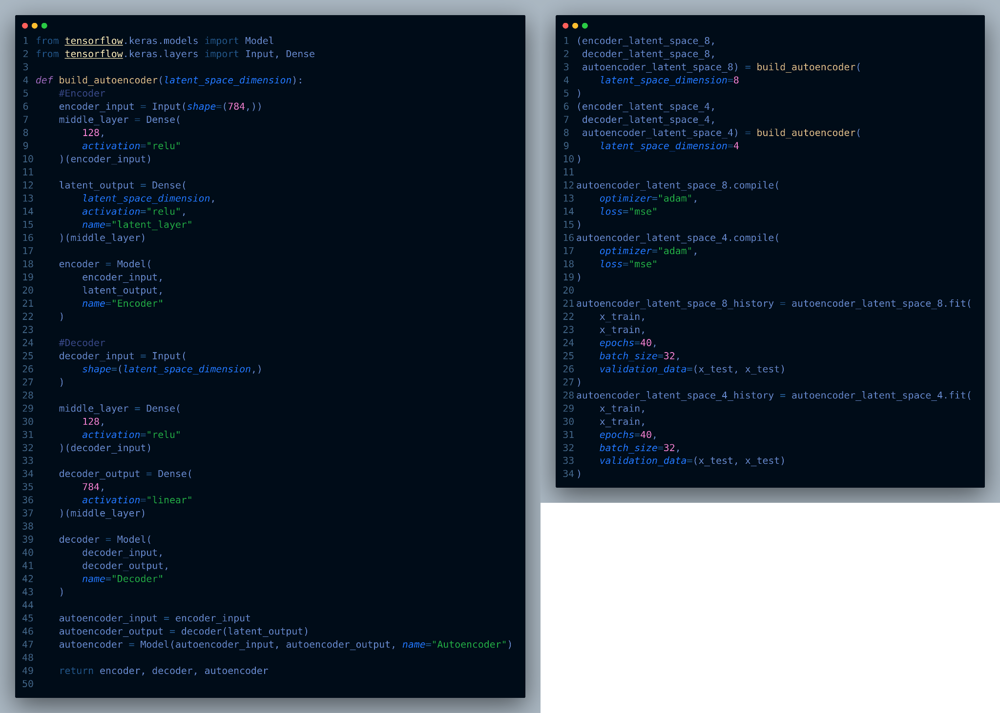 1 from tensorflow.keras.models import Model
2 from tensorflow.keras.layers import Input, Dense
3
4 def build_autoencoder(latent_space_dimension):
5     #Encoder
6     encoder_input = Input(shape=(784,))
7     middle_layer = Dense(
8         128,
9         activation="relu"
10     )(encoder_input)
11
12     latent_output = Dense(
13         latent_space_dimension,
14         activation="relu",
15         name="latent_layer"
16     )(middle_layer)
17
18     encoder = Model(
19         encoder_input,
20         latent_output,
21         name="Encoder"
22     )
23
24     #Decoder
25     decoder_input = Input(
26         shape=(latent_space_dimension,)
27     )
28
29     middle_layer = Dense(
30         128,
31         activation="relu"
32     )(decoder_input)
33
34     decoder_output = Dense(
35         784,
36         activation="linear"
37     )(middle_layer)
38
39     decoder = Model(
40         decoder_input,
41         decoder_output,
42         name="Decoder"
43     )
44
45     autoencoder_input = encoder_input
46     autoencoder_output = decoder(latent_output)
47     autoencoder = Model(autoencoder_input, autoencoder_output, name="Autoencoder")
48
49     return encoder, decoder, autoencoder
50
1 (encoder_latent_space_8,
2  decoder_latent_space_8,
3  autoencoder_latent_space_8) = build_autoencoder(
4     latent_space_dimension=8
5 )
6 (encoder_latent_space_4,
7  decoder_latent_space_4,
8  autoencoder_latent_space_4) = build_autoencoder(
9     latent_space_dimension=4
10 )
11
12 autoencoder_latent_space_8.compile(
13     optimizer="adam",
14     loss="mse"
15 )
16 autoencoder_latent_space_4.compile(
17     optimizer="adam",
18     loss="mse"
19 )
20
21 autoencoder_latent_space_8_history = autoencoder_latent_space_8.fit(
22     x_train,
23     x_train,
24     epochs=40,
25     batch_size=32,
26     validation_data=(x_test, x_test)
27 )
28 autoencoder_latent_space_4_history = autoencoder_latent_space_4.fit(
29     x_train,
30     x_train,
31     epochs=40,
32     batch_size=32,
33     validation_data=(x_test, x_test)
34 )